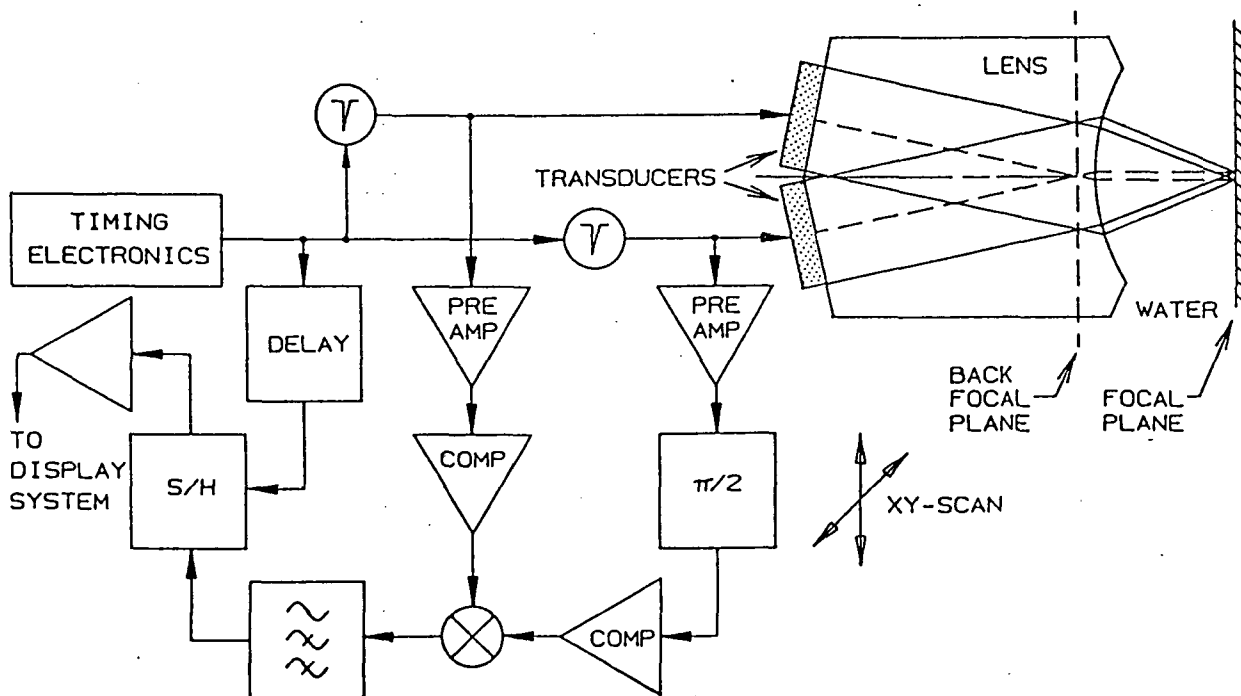 LENS
TRANSDUCERS
TIMING
ELECTRONICS
PRE
AMP
PRE
AMP
WATER
DELAY
BACK
FOCAL
PLANE
FOCAL
PLANE
TO
DISPLAY
SYSTEM
S/H
COMP
π/2
XY-SCAN
COMP